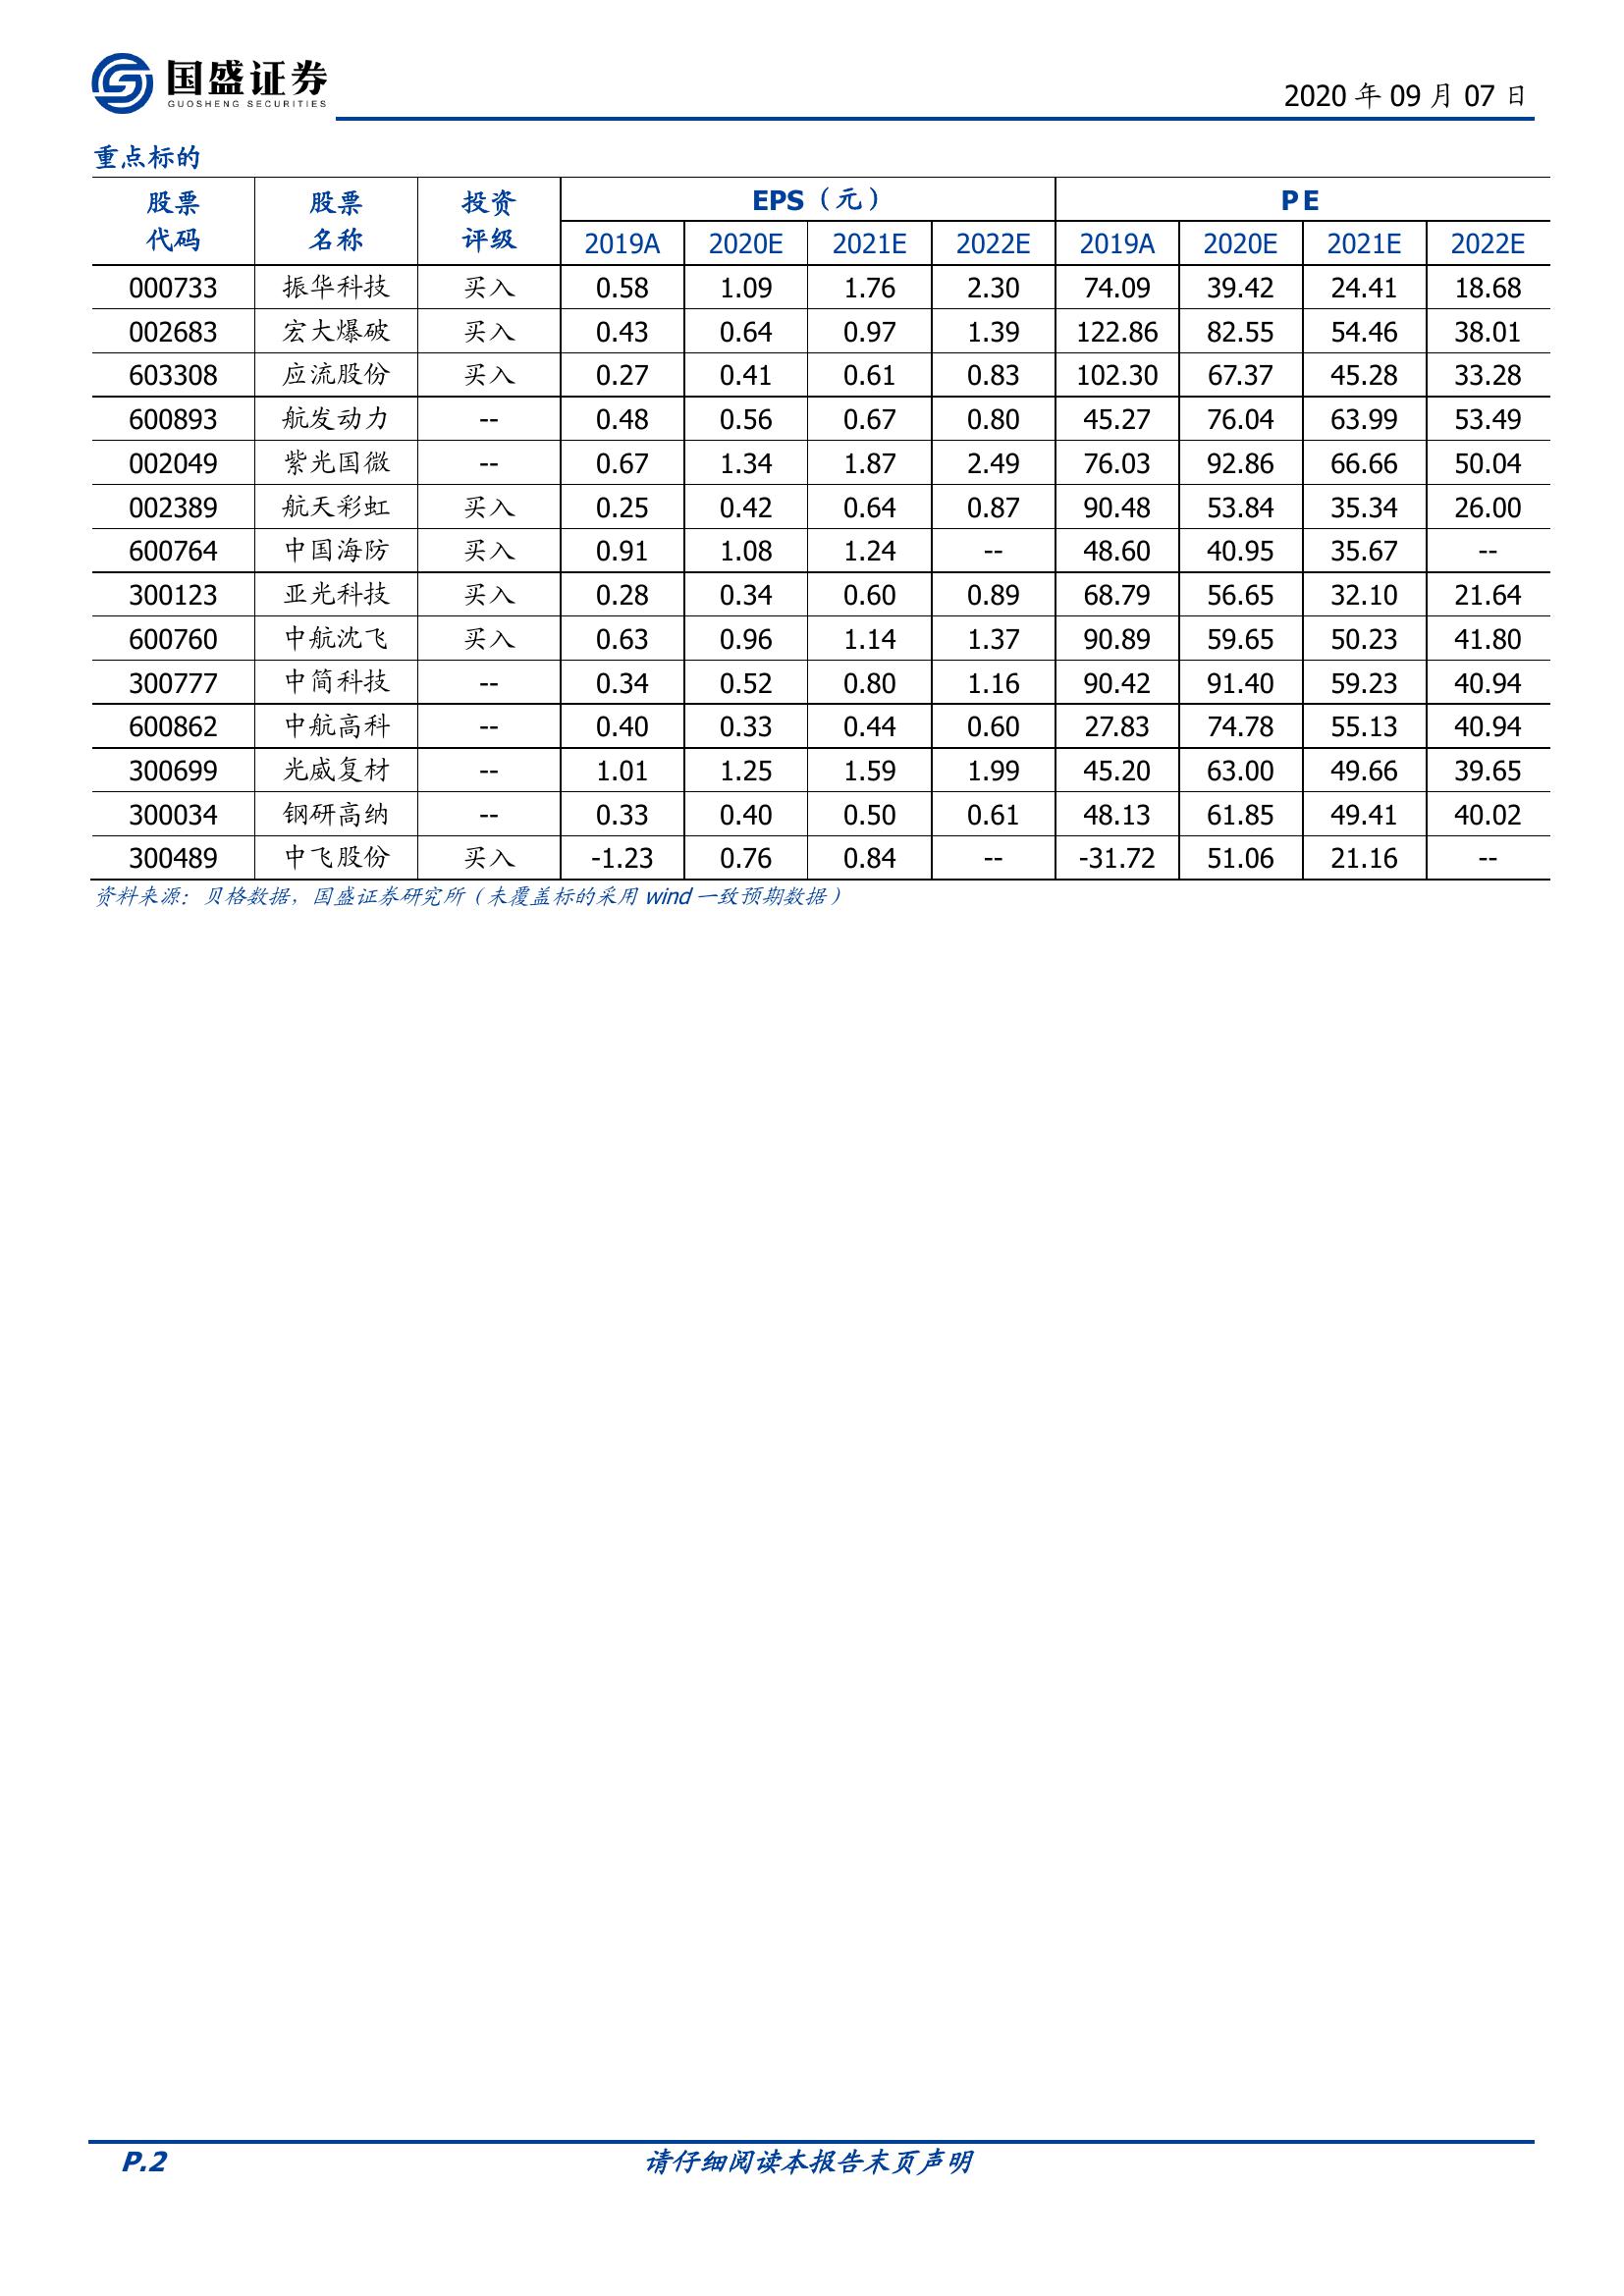 国盛证券
GUOSHENG SECURITIES
2020 年 09 月 07 日
重点标的
股票代码 股票名称 投资评级 EPS（元） PE
2019A 2020E 2021E 2022E 2019A 2020E 2021E 2022E
000733 振华科技 买入 0.58 1.09 1.76 2.30 74.09 39.42 24.41 18.68
002683 宏大爆破 买入 0.43 0.64 0.97 1.39 122.86 82.55 54.46 38.01
603308 应流股份 买入 0.27 0.41 0.61 0.83 102.30 67.37 45.28 33.28
600893 航发动力 -- 0.48 0.56 0.67 0.80 45.27 76.04 63.99 53.49
002049 紫光国微 -- 0.67 1.34 1.87 2.49 76.03 92.86 66.66 50.04
002389 航天彩虹 买入 0.25 0.42 0.64 0.87 90.48 53.84 35.34 26.00
600764 中国海防 买入 0.91 1.08 1.24 -- 48.60 40.95 35.67 --
300123 亚光科技 买入 0.28 0.34 0.60 0.89 68.79 56.65 32.10 21.64
600760 中航沈飞 买入 0.63 0.96 1.14 1.37 90.89 59.65 50.23 41.80
300777 中简科技 -- 0.34 0.52 0.80 1.16 90.42 91.40 59.23 40.94
600862 中航高科 -- 0.40 0.33 0.44 0.60 27.83 74.78 55.13 40.94
300699 光威复材 -- 1.01 1.25 1.59 1.99 45.20 63.00 49.66 39.65
300034 钢研高纳 -- 0.33 0.40 0.50 0.61 48.13 61.85 49.41 40.02
300489 中飞股份 买入 -1.23 0.76 0.84 -- -31.72 51.06 21.16 --
资料来源：贝格数据，国盛证券研究所（未覆盖标的采用 wind 一致预期数据）
P.2 请仔细阅读本报告末页声明